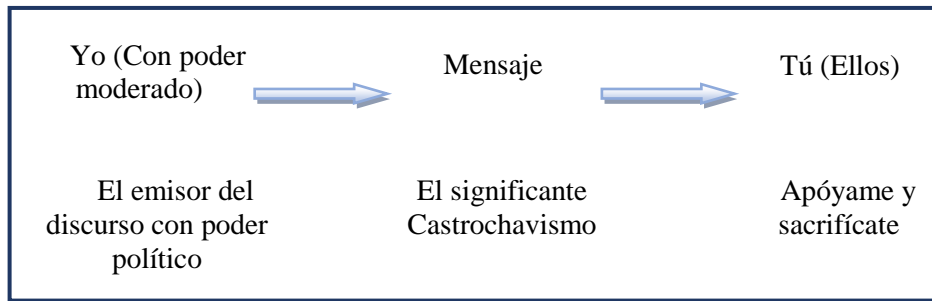 Yo (Con poder
moderado)
Mensaje
Tú (Ellos)
El emisor del
discurso con poder
político
El significante
Castrochavismo
Apóyame y
sacrifícate